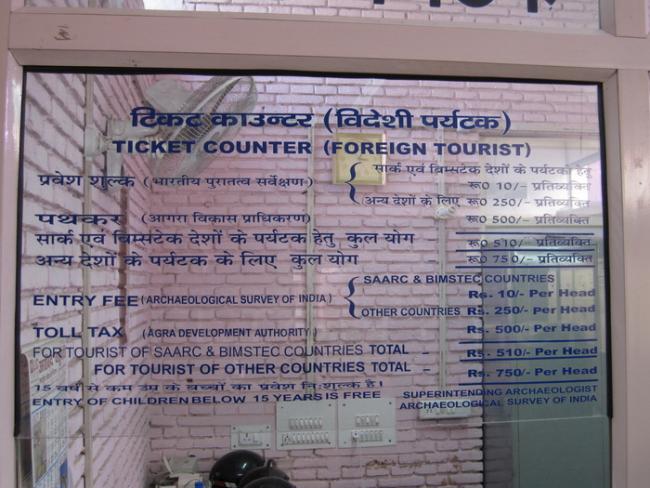 टिकट काउन्टर (विदेशी पर्यटक)
TICKET COUNTER (FOREIGN TOURIST)
प्रवेश शुल्क (भारतीय पुरातत्व सर्वेक्षण) सार्क एवं बिम्सटेक देशों के पर्यटको हेतु
रू0 10/- प्रतिव्यक्ति
अन्य देशों के लिए रू0 250/- प्रतिव्यक्ति
पथकर (आगरा विकास प्राधिकरण) रू0 500/- प्रतिव्यक्ति
सार्क एवं बिम्सटेक देशों के पर्यटक हेतु कुल योग रू0 510/- प्रतिव्यक्ति
अन्य देशों के पर्यटक के लिए कुल योग रू0 750/- प्रतिव्यक्ति
SAARC & BIMSTEC COUNTRIES
ENTRY FEE (ARCHAEOLOGICAL SURVEY OF INDIA) Rs. 10/- Per Head
OTHER COUNTRIES Rs. 250/- Per Head
TOLL TAX (AGRA DEVELOPMENT AUTHORITY) Rs. 500/- Per Head
FOR TOURIST OF SAARC & BIMSTEC COUNTRIES TOTAL - Rs. 510/- Per Head
FOR TOURIST OF OTHER COUNTRIES TOTAL - Rs. 750/- Per Head
15 वर्ष से कम उम्र के बच्चों का प्रवेश निःशुल्क है।
ENTRY OF CHILDREN BELOW 15 YEARS IS FREE
SUPERINTENDING ARCHAEOLOGIST
ARCHAEOLOGICAL SURVEY OF INDIA